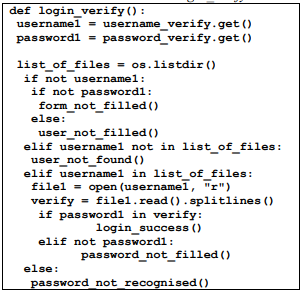 def login_verify():
 username1 = username_verify.get()
 password1 = password_verify.get()

 list_of_files = os.listdir()
  if not username1:
   if not password1:
    form_not_filled()
   else:
    user_not_filled()
  elif username1 not in list_of_files:
   user_not_found()
  elif username1 in list_of_files:
   file1 = open(username1, "r")
   verify = file1.read().splitlines()
    if password1 in verify:
            login_success()
    elif not password1:
          password_not_filled()
  else:
   password_not_recognised()